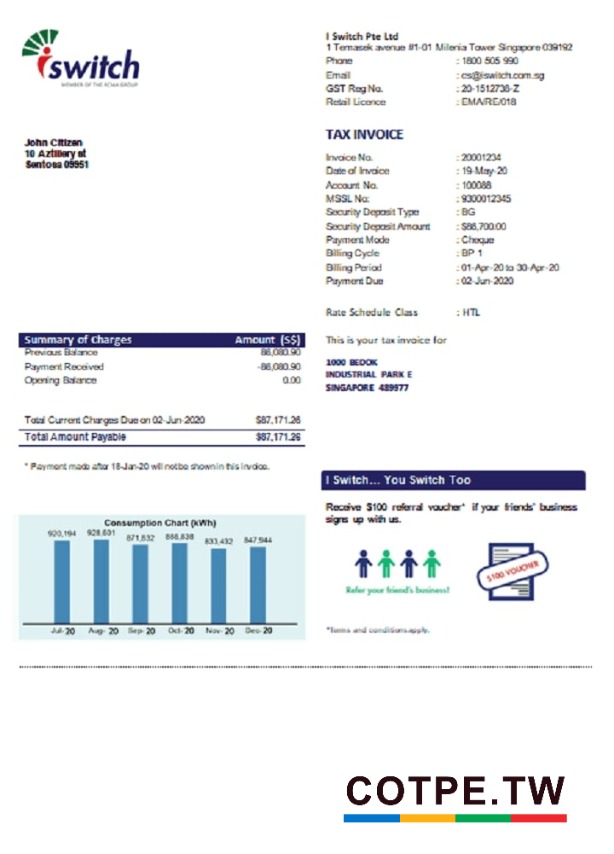 iswitch
MEMBER OF THE ROMA GROUP
I Switch Pte Ltd
1 Temasek avenue #1-01 Milenia Tower Singapore 039192
Phone : 1800 505 990
Email : cs@iswitch.com.sg
GST Reg No. : 20-1512736-Z
Retail Licence : EMA/RE/018
John Citizen
10 Aztillery st
Sentosa 09951
TAX INVOICE
Invoice No. : 20001234
Date of Invoice : 19-May-20
Account No. : 100088
MSSL No: : 9300012345
Security Deposit Type : BG
Security Deposit Amount : $86,700.00
Payment Mode : Cheque
Billing Cycle : BP 1
Billing Period : 01-Apr-20 to 30-Apr-20
Payment Due : 02-Jun-2020
Rate Schedule Class : HTL
Summary of Charges Amount (S$)
Previous Balance 86,080.90
Payment Received -86,080.90
Opening Balance 0.00
Total Current Charges Due on 02-Jun-2020 $87,171.26
Total Amount Payable $87,171.26
* Payment made after 18-Jan-20 will not be shown in this invoice.
This is your tax invoice for
1000 BEDOK
INDUSTRIAL PARK E
SINGAPORE 489977
I Switch... You Switch Too
Receive $100 referral voucher* if your friends' business
signs up with us.
Refer your friend's business!
$100 VOUCHER
*Terms and conditions apply.
Consumption Chart (kWh)
920,194 928,601 871,632 886,838 833,432 847,944
Jul-20 Aug-20 Sep-20 Oct-20 Nov-20 Dec-20
COTPE.TW